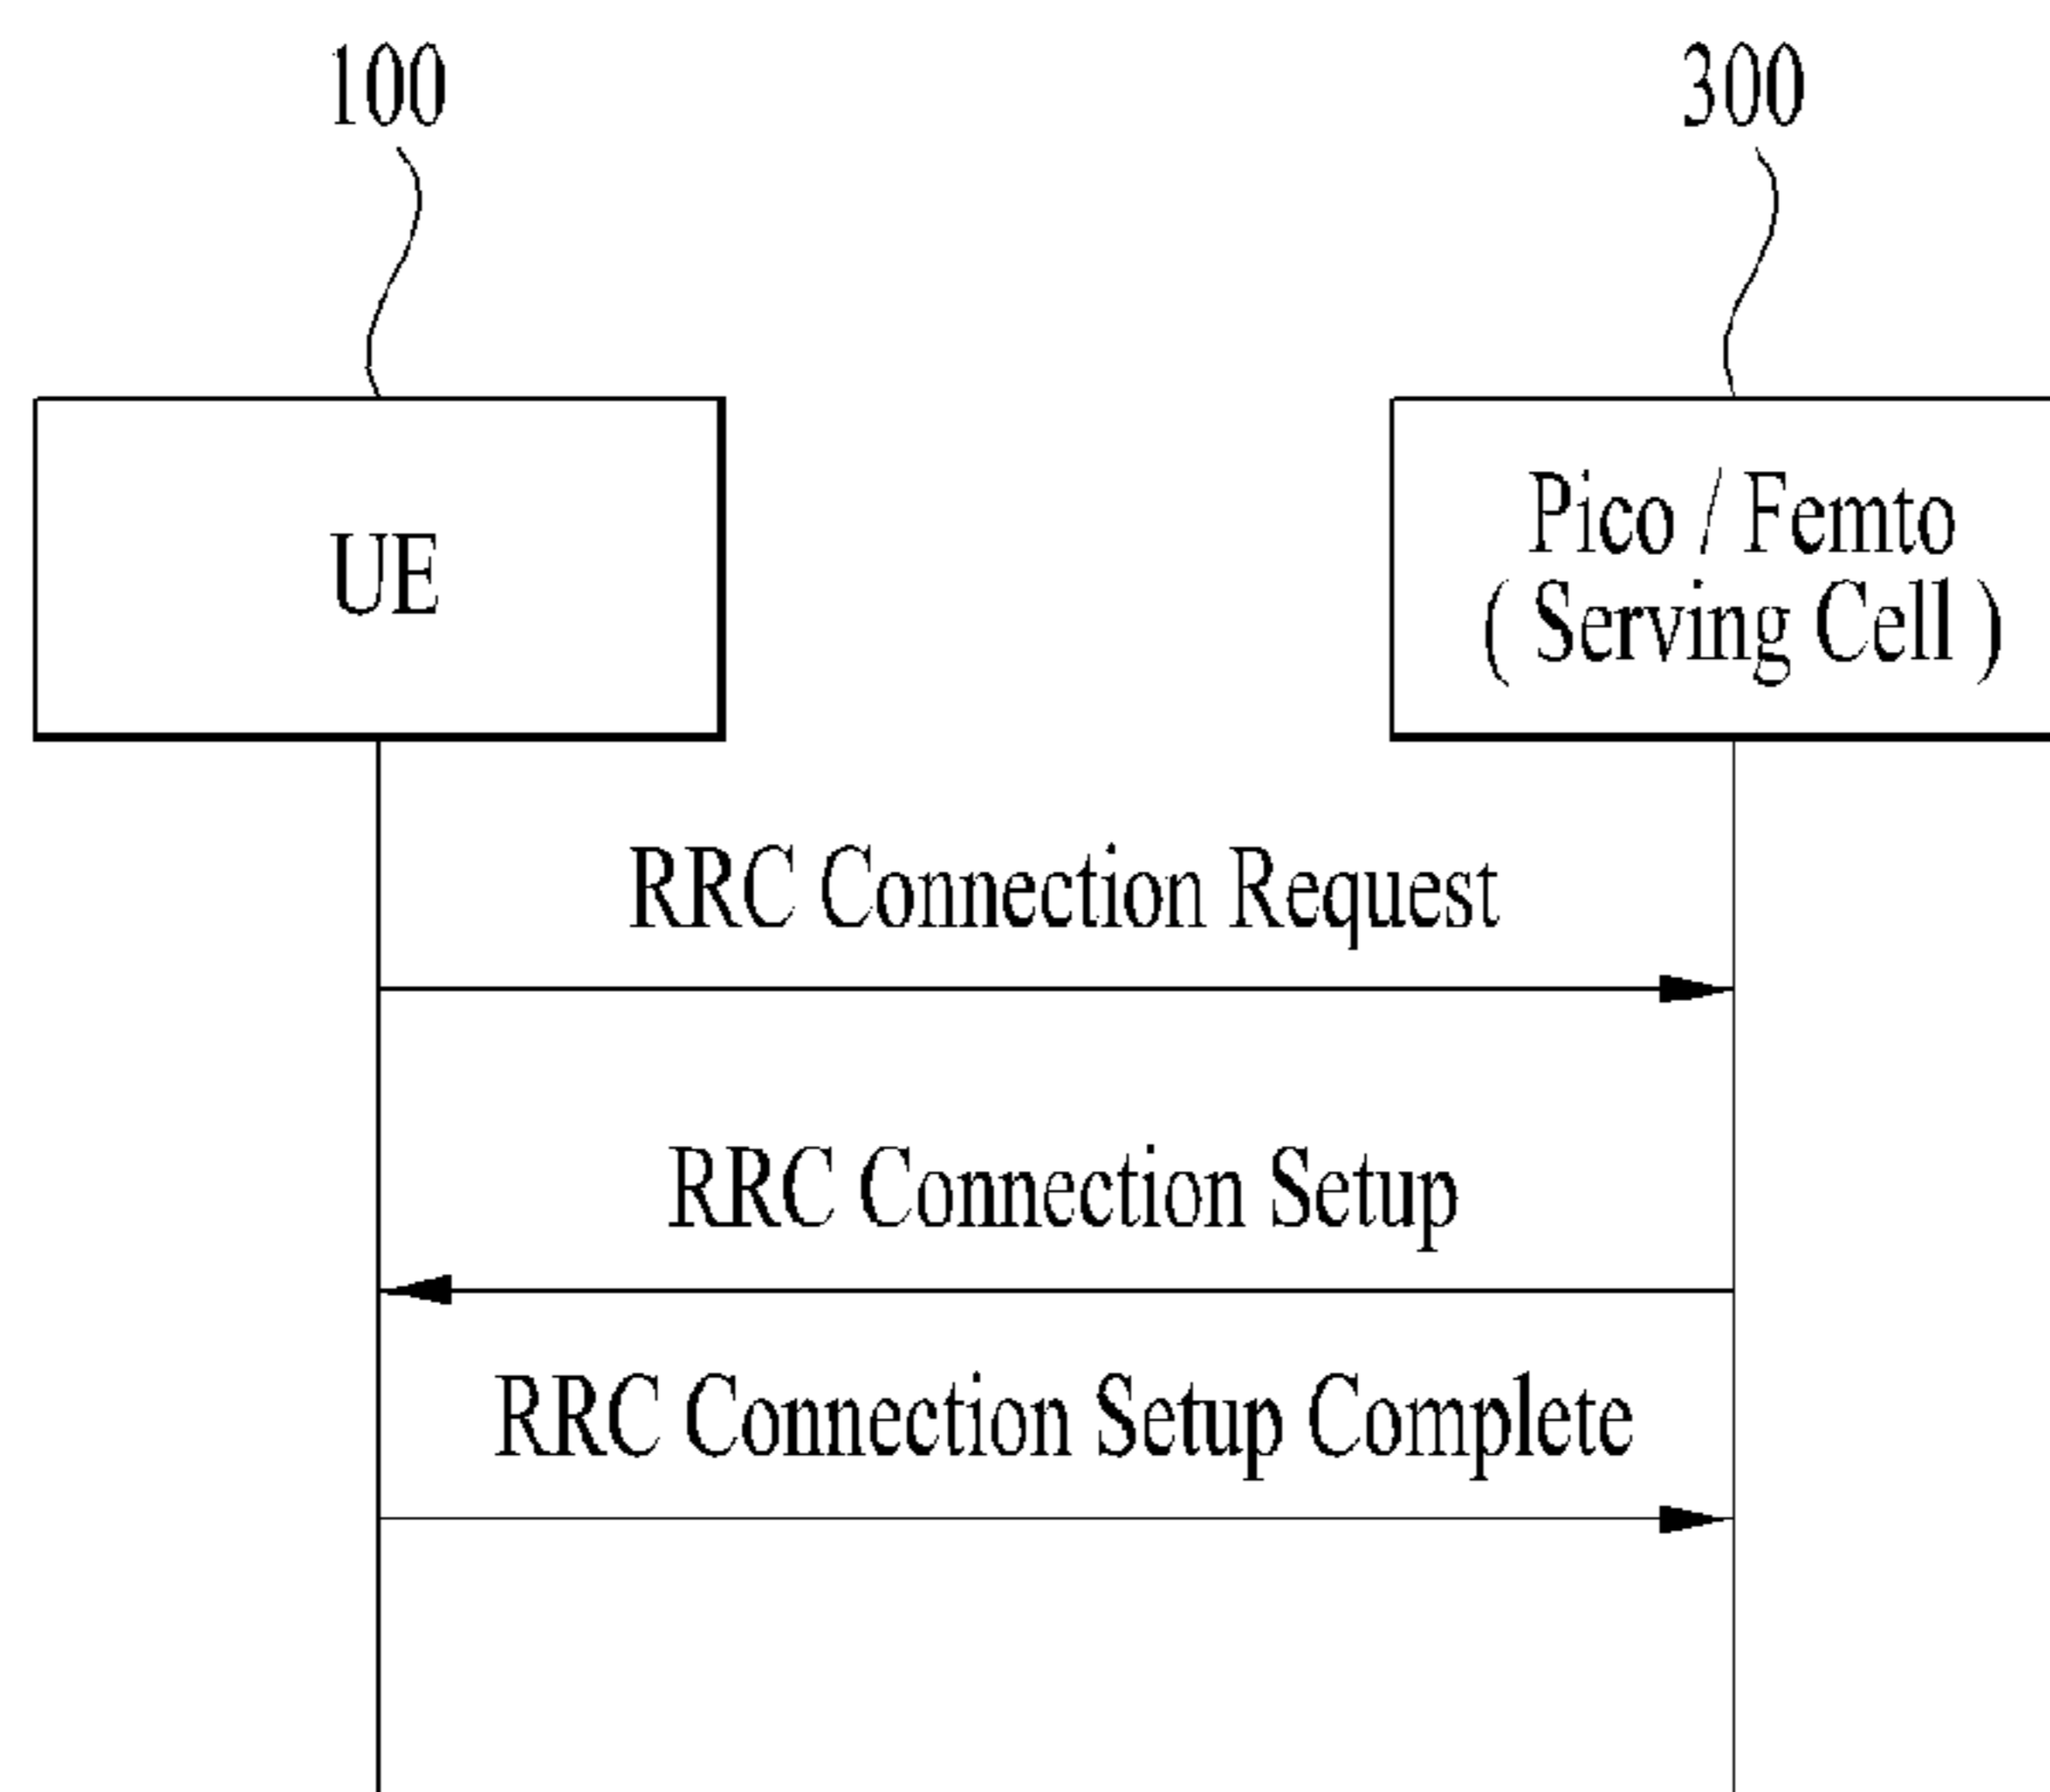 100
300
UE
Pico / Femto
( Serving Cell )
RRC Connection Request
RRC Connection Setup
RRC Connection Setup Complete